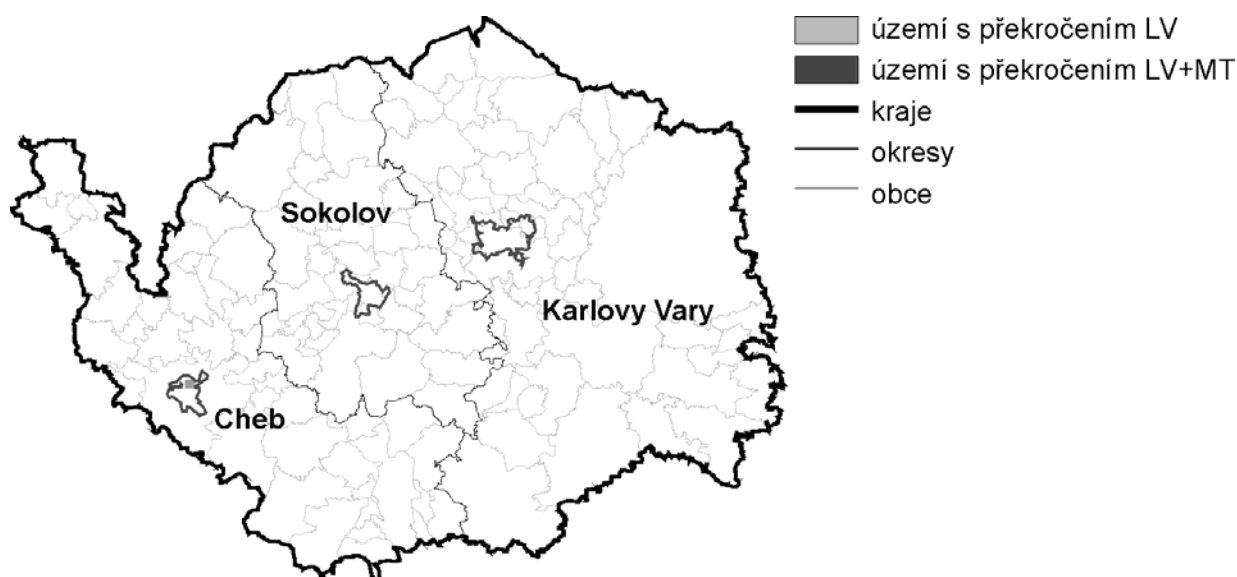 území s překročením LV
území s překročením LV+MT
kraje
okresy
obce
Sokolov
Karlovy Vary
Cheb